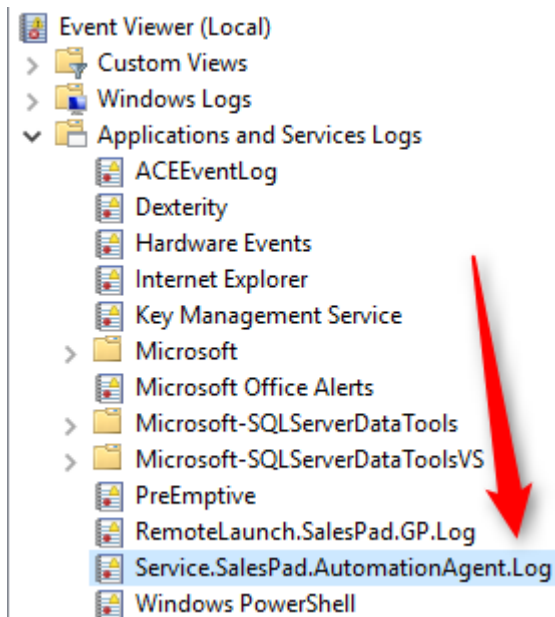 Event Viewer (Local)
Custom Views
Windows Logs
Applications and Services Logs
ACEEventLog
Dexterity
Hardware Events
Internet Explorer
Key Management Service
Microsoft
Microsoft Office Alerts
Microsoft-SQLServerDataTools
Microsoft-SQLServerDataToolsVS
PreEmptive
RemoteLaunch.SalesPad.GP.Log
Service.SalesPad.AutomationAgent.Log
Windows PowerShell